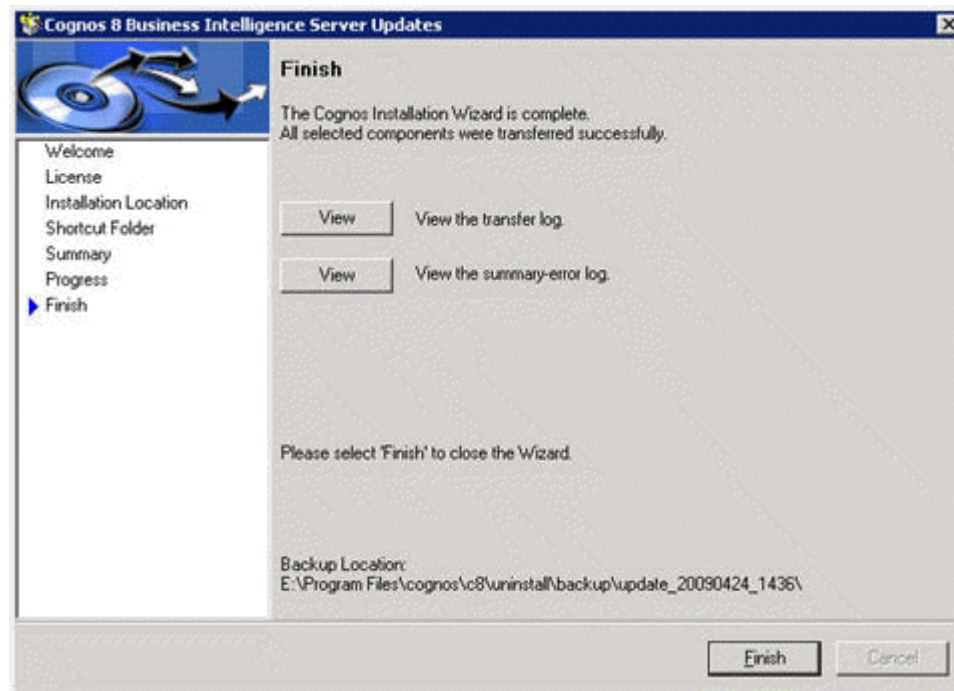 Cognos 8 Business Intelligence Server Updates
Finish
The Cognos Installation Wizard is complete.
All selected components were transferred successfully.
Welcome
License
Installation Location
Shortcut Folder
Summary
Progress
Finish
View
View the transfer log.
View
View the summary-error log.
Please select 'Finish' to close the Wizard.
Backup Location:
E:\Program Files\cognos\c8\uninstall\backup\update_20090424_1436\
Finish
Cancel